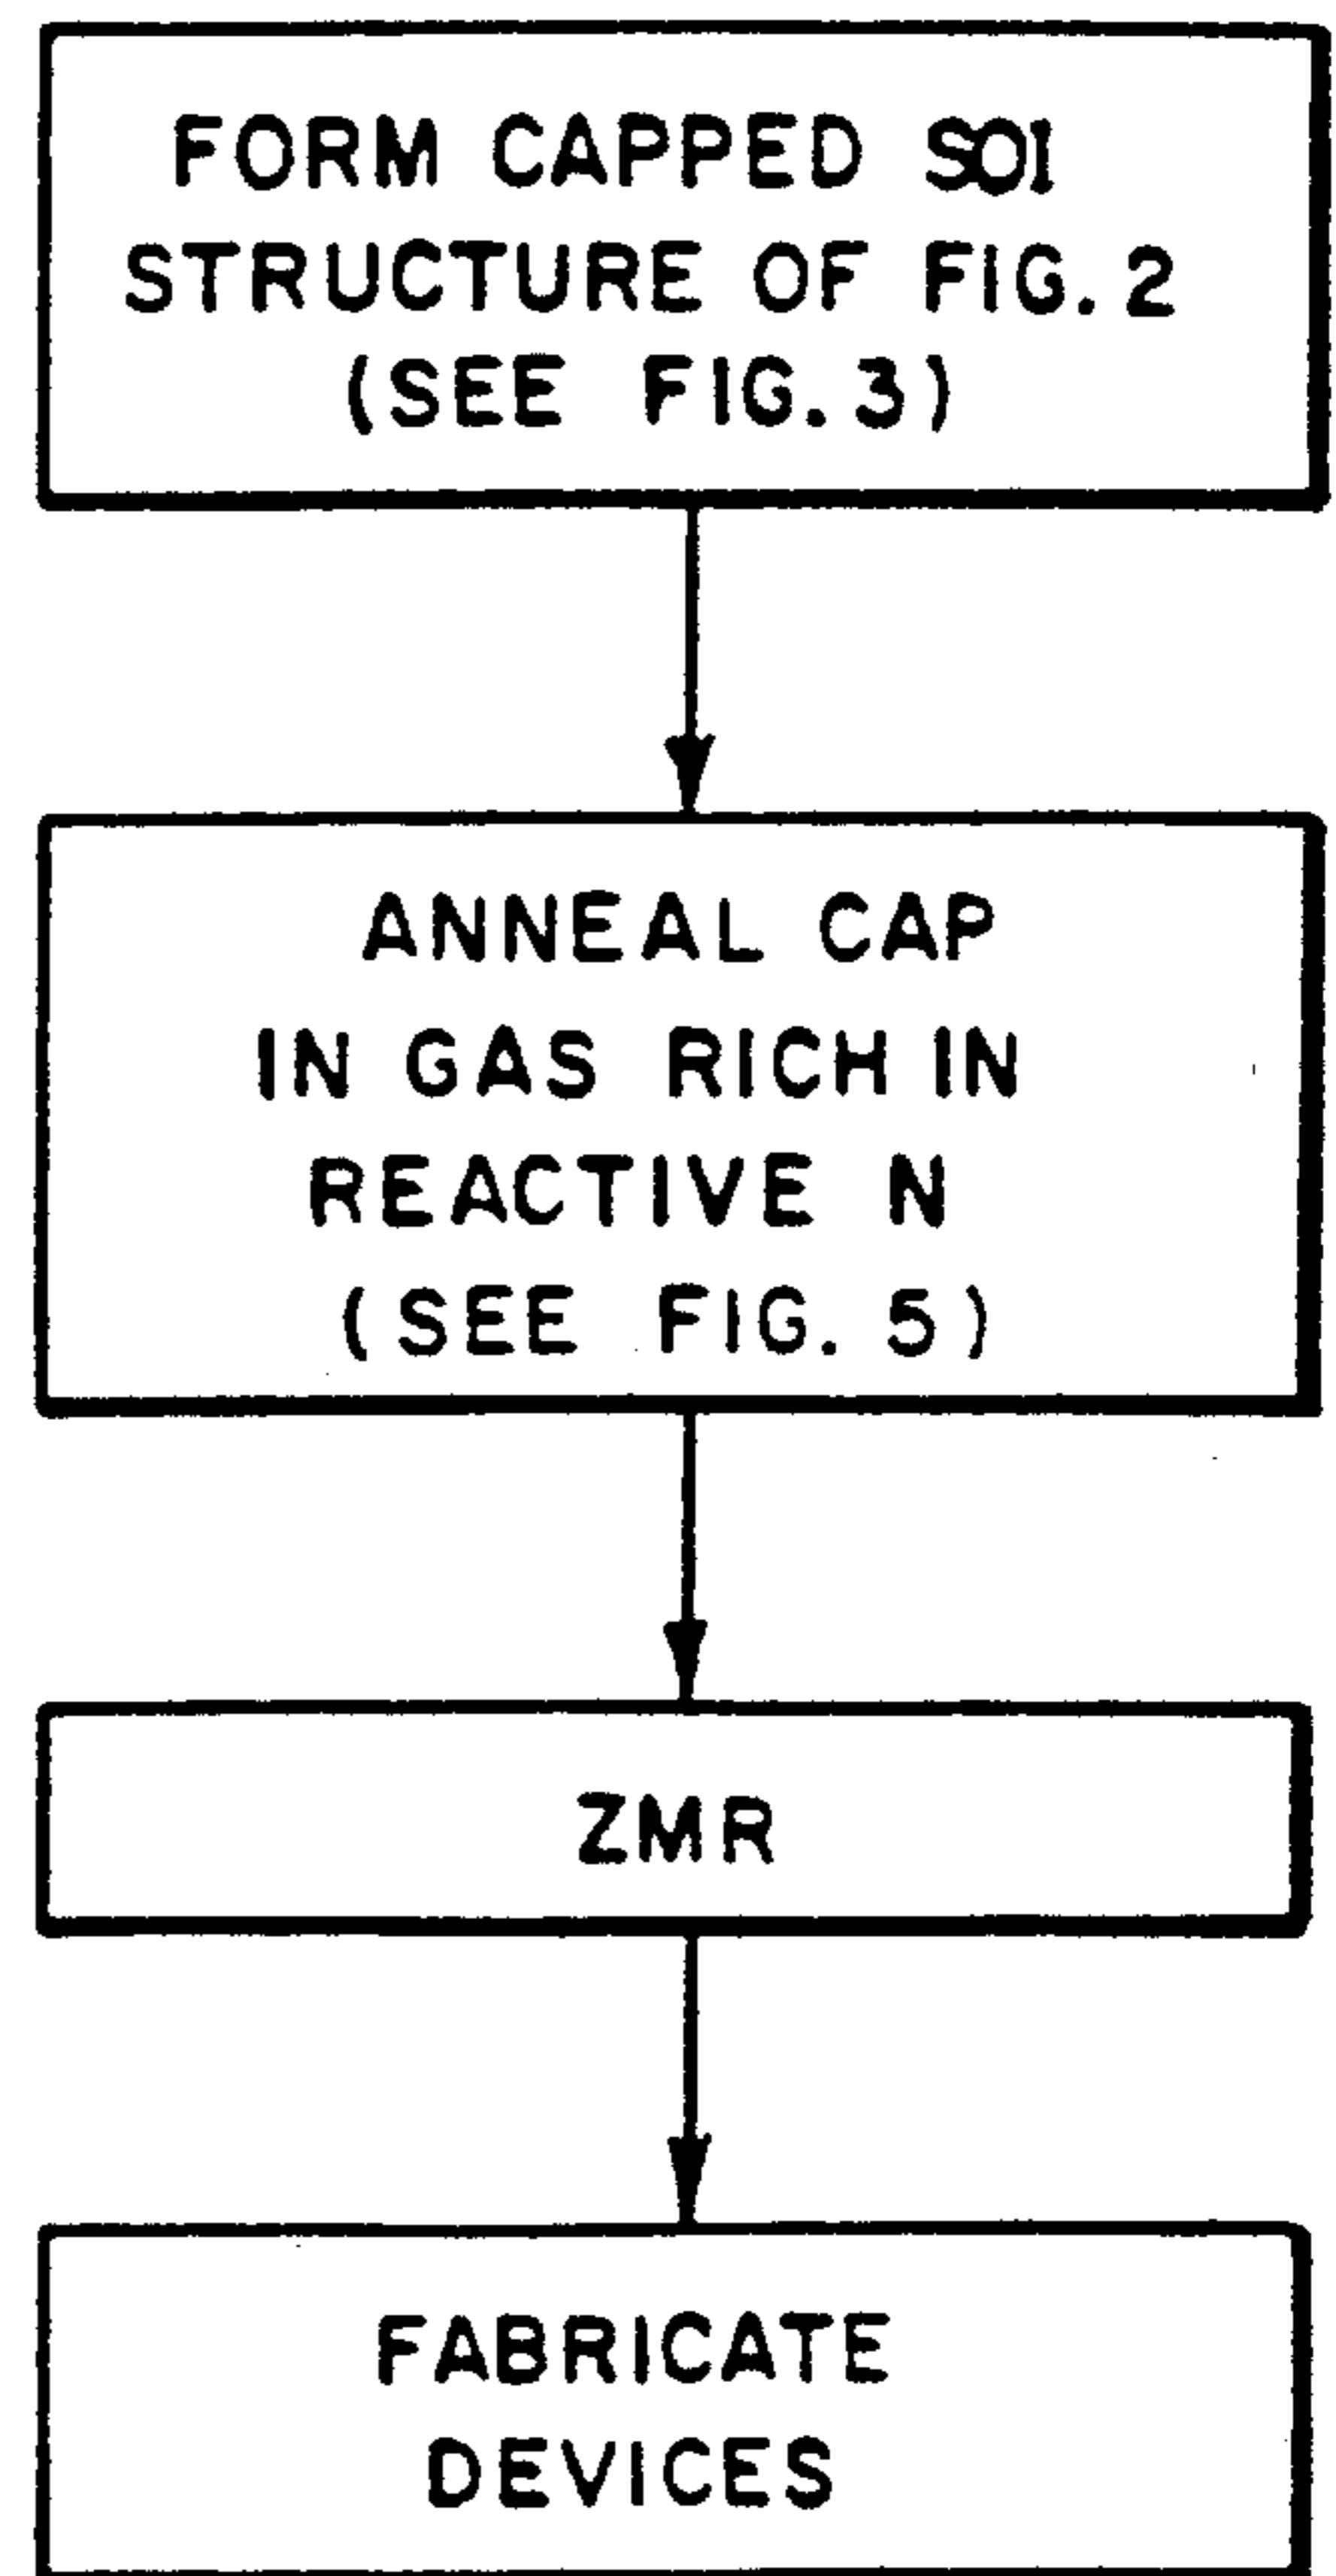 FORM CAPPED SOI
STRUCTURE OF FIG. 2
(SEE FIG. 3)
ANNEAL CAP
IN GAS RICH IN
REACTIVE N
(SEE FIG. 5)
ZMR
FABRICATE
DEVICES